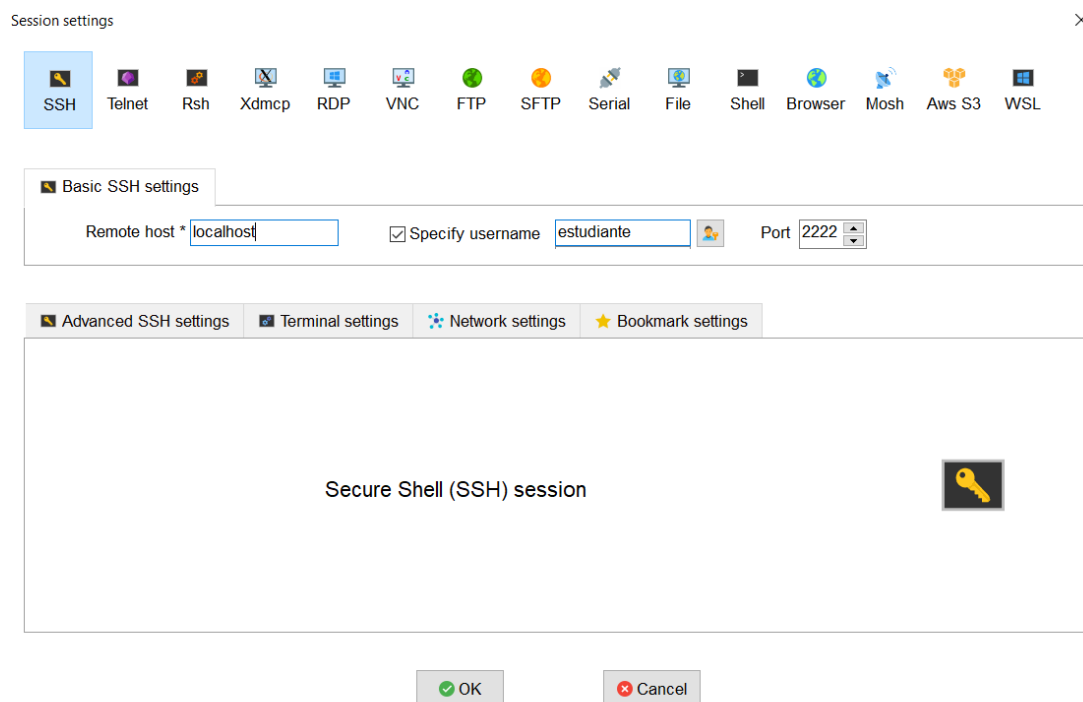 Session settings
SSH Telnet Rsh Xdmcp RDP VNC FTP SFTP Serial File Shell Browser Mosh Aws S3 WSL
Basic SSH settings
Remote host * localhost Specify username estudiante Port 2222
Advanced SSH settings Terminal settings Network settings Bookmark settings
Secure Shell (SSH) session
OK Cancel